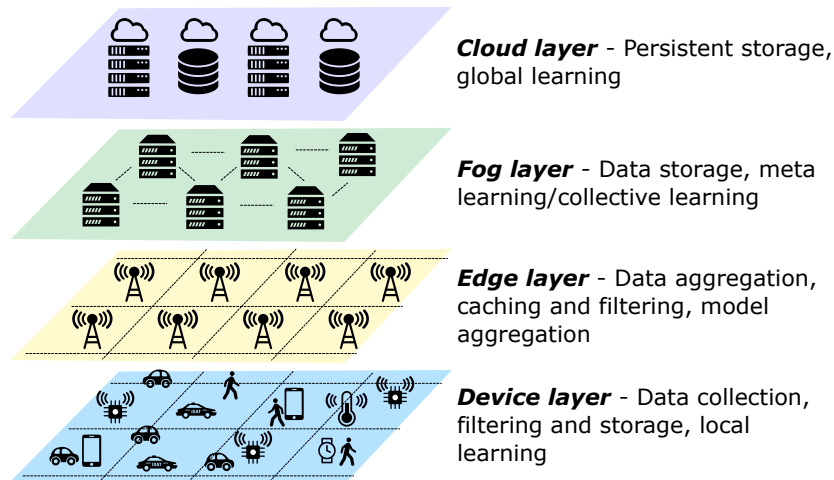 Cloud layer - Persistent storage,
global learning
Fog layer - Data storage, meta
learning/collective learning
Edge layer - Data aggregation,
caching and filtering, model
aggregation
Device layer - Data collection,
filtering and storage, local
learning